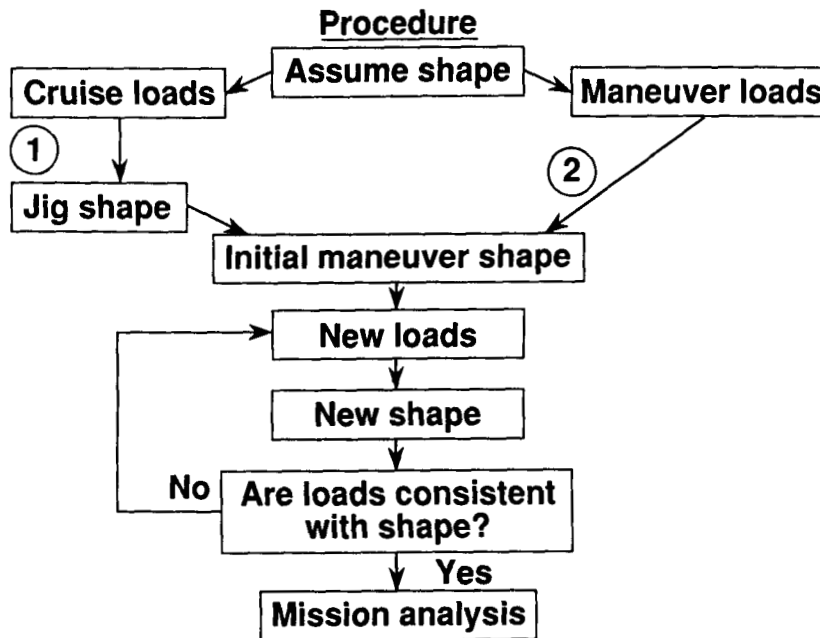 Procedure
Assume shape
Cruise loads
Maneuver loads
1
2
Jig shape
Initial maneuver shape
New loads
New shape
No
Are loads consistent
with shape?
Yes
Mission analysis